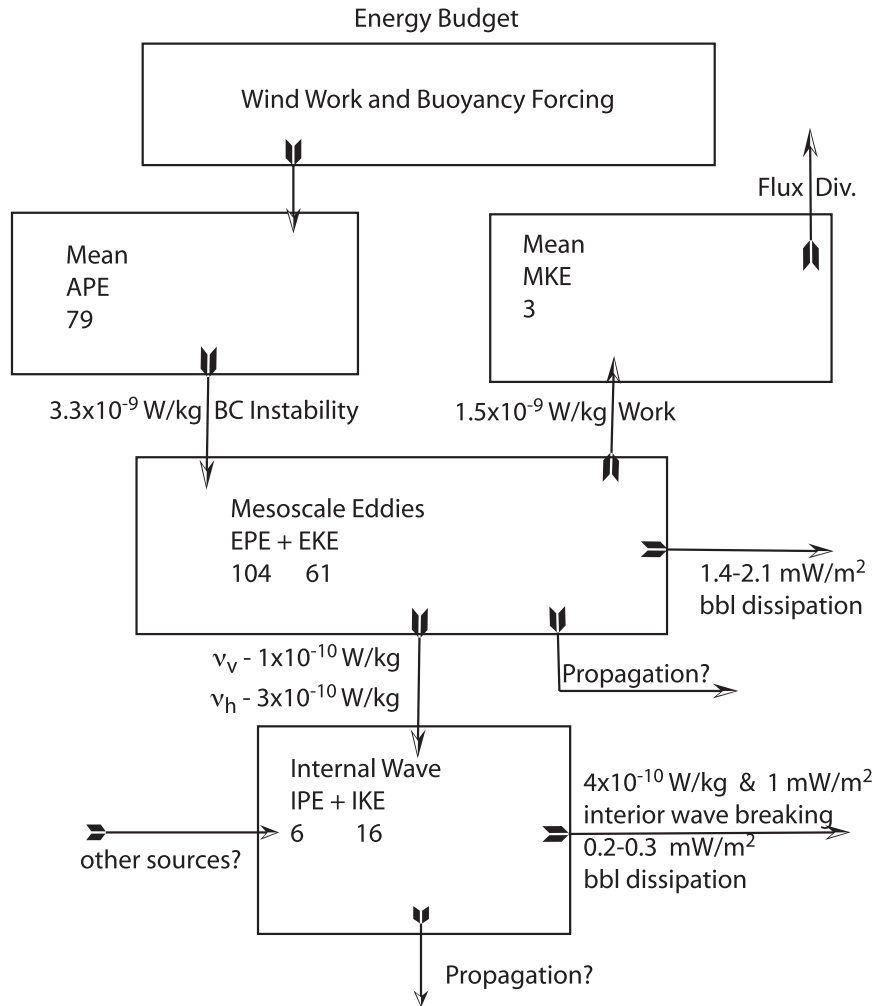 Energy Budget
Wind Work and Buoyancy Forcing
Flux Div.
Mean
APE
79
Mean
MKE
3
3.3x10⁻⁹ W/kg BC Instability
1.5x10⁻⁹ W/kg Work
Mesoscale Eddies
EPE + EKE
104 61
1.4-2.1 mW/m²
bbl dissipation
νᵥ - 1x10⁻¹⁰ W/kg
νₕ - 3x10⁻¹⁰ W/kg
Propagation?
Internal Wave
IPE + IKE
6 16
4x10⁻¹⁰ W/kg & 1 mW/m²
interior wave breaking
0.2-0.3 mW/m²
bbl dissipation
other sources?
Propagation?